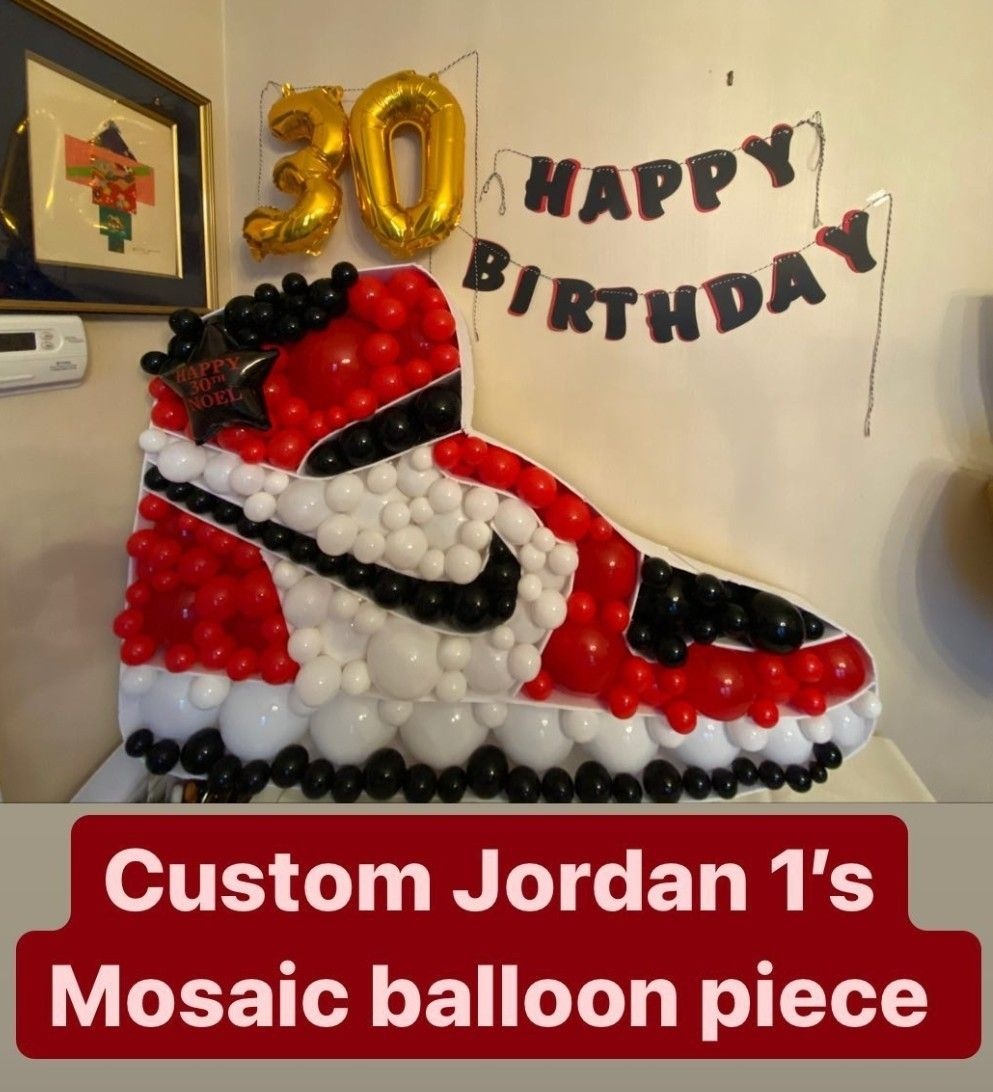 30
HAPPY
BIRTHDAY
HAPPY
30TH
NOEL
Custom Jordan 1’s
Mosaic balloon piece